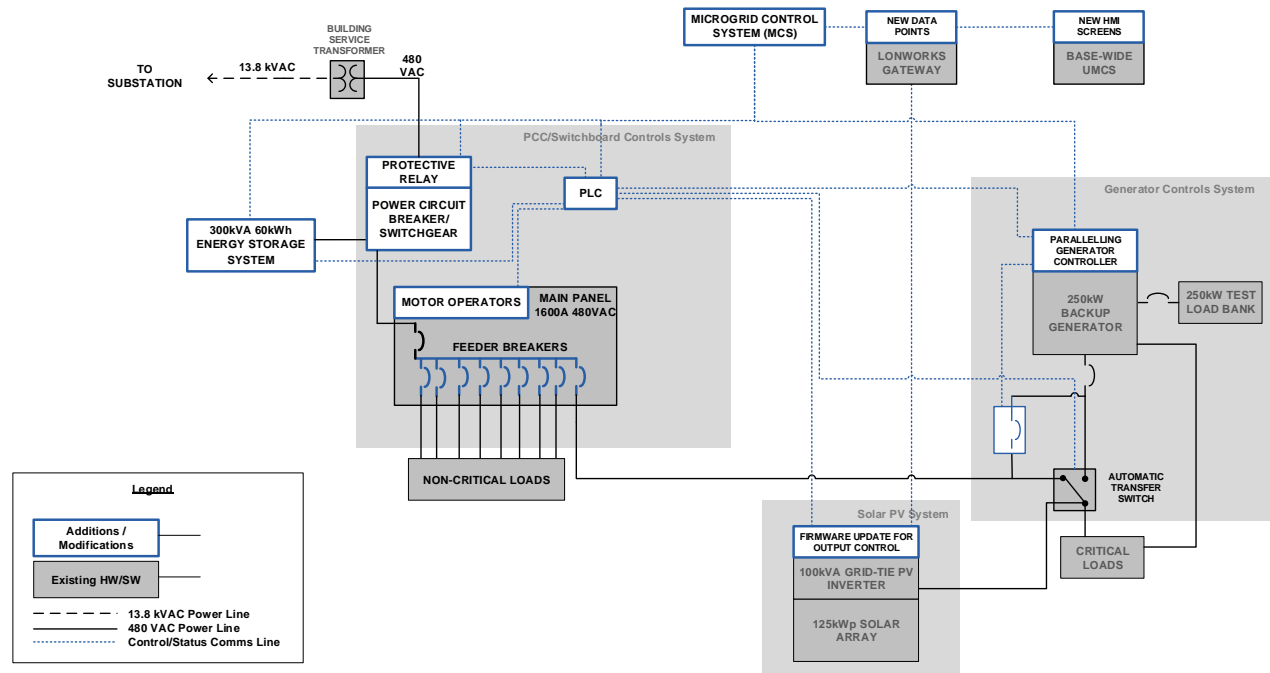 MICROGRID CONTROL
SYSTEM (MCS)
NEW DATA
POINTS
LONWORKS
GATEWAY
NEW HMI
SCREENS
BASE-WIDE
UMCS
BUILDING
SERVICE
TRANSFORMER
TO
SUBSTATION
13.8 kVAC
480
VAC
PCC/Switchboard Controls System
PROTECTIVE
RELAY
POWER CIRCUIT
BREAKER/
SWITCHGEAR
PLC
300kVA 60kWh
ENERGY STORAGE
SYSTEM
MOTOR OPERATORS
MAIN PANEL
1600A 480VAC
FEEDER BREAKERS
NON-CRITICAL LOADS
Generator Controls System
PARALLELING
GENERATOR
CONTROLLER
250kW
BACKUP
GENERATOR
250kW TEST
LOAD BANK
AUTOMATIC
TRANSFER
SWITCH
CRITICAL
LOADS
Solar PV System
FIRMWARE UPDATE FOR
OUTPUT CONTROL
100kVA GRID-TIE PV
INVERTER
125kWp SOLAR
ARRAY
Legend
Additions /
Modifications
Existing HW/SW
13.8 kVAC Power Line
480 VAC Power Line
Control/Status Comms Line